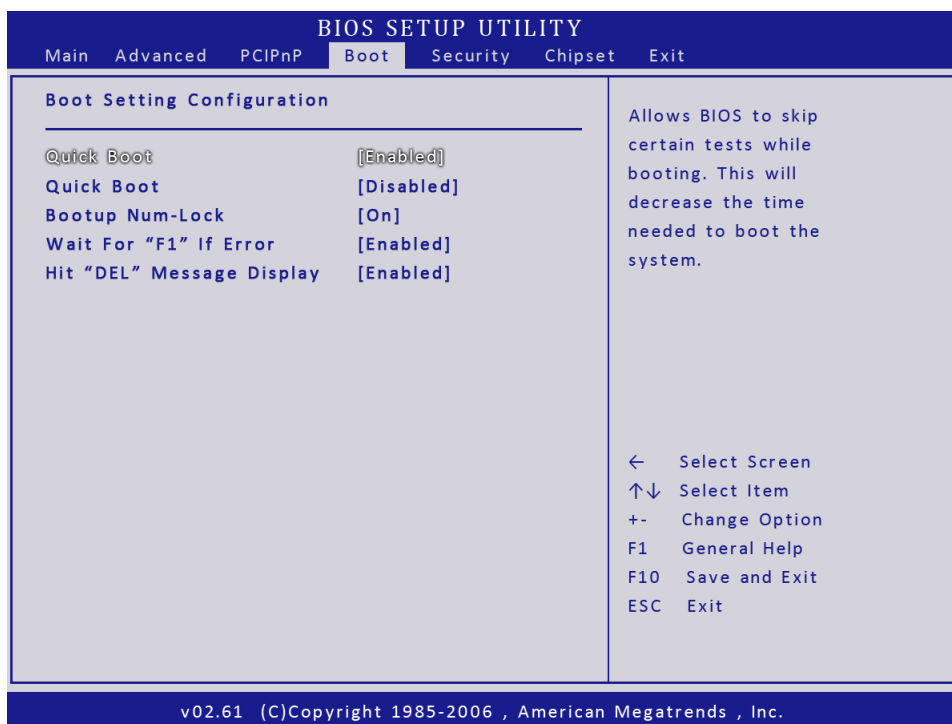 BIOS SETUP UTILITY
Main Advanced PCIPnP Boot Security Chipset Exit
Boot Setting Configuration
Quick Boot [Enabled]
Quick Boot [Disabled]
Bootup Num-Lock [On]
Wait For “F1” If Error [Enabled]
Hit “DEL” Message Display [Enabled]
Allows BIOS to skip
certain tests while
booting. This will
decrease the time
needed to boot the
system.
← Select Screen
↑↓ Select Item
+- Change Option
F1 General Help
F10 Save and Exit
ESC Exit
v02.61 (C)Copyright 1985-2006 , American Megatrends , Inc.